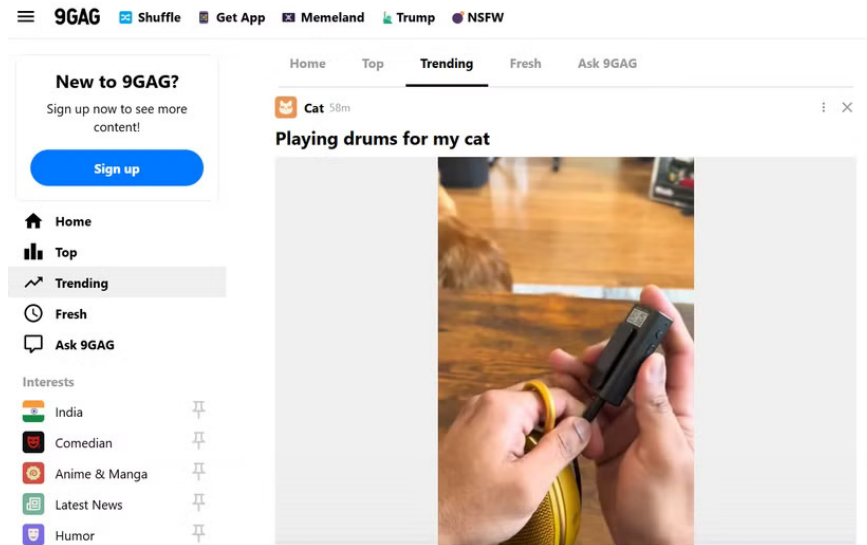 9GAG
Shuffle
Get App
Memeland
Trump
NSFW
New to 9GAG?
Sign up now to see more
content!
Sign up
Home
Top
Trending
Fresh
Ask 9GAG
Interests
India
Comedian
Anime & Manga
Latest News
Humor
Home
Top
Trending
Fresh
Ask 9GAG
Cat 58m
Playing drums for my cat